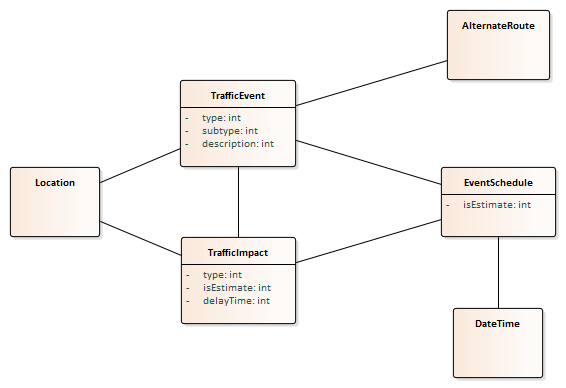 AlternateRoute
TrafficEvent
- type: int
- subtype: int
- description: int
Location
EventSchedule
- isEstimate: int
TrafficImpact
- type: int
- isEstimate: int
- delayTime: int
DateTime